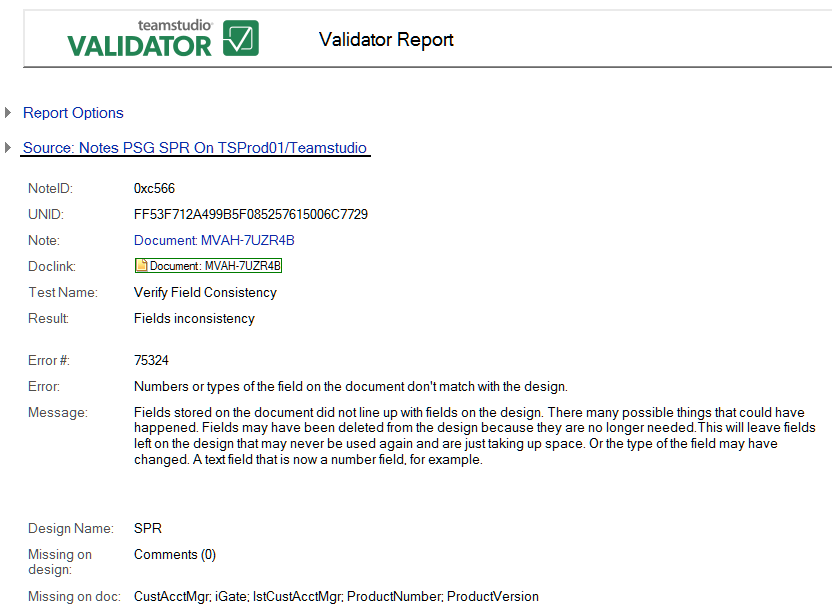 teamstudio
VALIDATOR
Validator Report
Report Options
Source: Notes PSG SPR On TSProd01/Teamstudio
NoteID: 0xc566
UNID: FF53F712A499B5F085257615006C7729
Note: Document: MVAH-7UZR4B
Doclink: Document: MVAH-7UZR4B
Test Name: Verify Field Consistency
Result: Fields inconsistency
Error #: 75324
Error: Numbers or types of the field on the document don't match with the design.
Message: Fields stored on the document did not line up with fields on the design. There many possible things that could have
happened. Fields may have been deleted from the design because they are no longer needed.This will leave fields
left on the design that may never be used again and are just taking up space. Or the type of the field may have
changed. A text field that is now a number field, for example.
Design Name: SPR
Missing on design: Comments (0)
Missing on doc: CustAcctMgr; iGate; lstCustAcctMgr; ProductNumber; ProductVersion